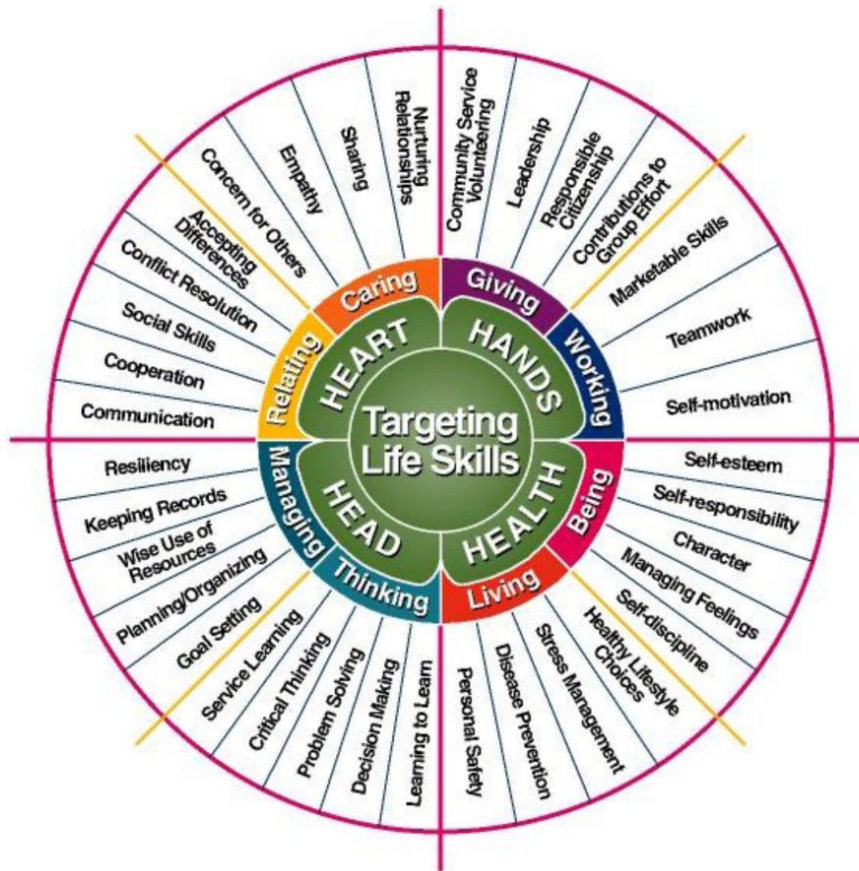 Targeting
Life Skills
HEART
HANDS
HEALTH
HEAD
Caring
Giving
Working
Being
Living
Thinking
Managing
Relating
Nurturing
Relationships
Sharing
Empathy
Concern for Others
Accepting
Differences
Conflict Resolution
Social Skills
Cooperation
Communication
Community Service
Volunteering
Leadership
Responsible
Citizenship
Contributions to
Group Effort
Marketable Skills
Teamwork
Self-motivation
Self-esteem
Self-responsibility
Character
Managing Feelings
Self-discipline
Healthy Lifestyle
Choices
Stress Management
Disease Prevention
Personal Safety
Learning to Learn
Decision Making
Problem Solving
Critical Thinking
Service Learning
Goal Setting
Planning/Organizing
Wise Use of
Resources
Keeping Records
Resiliency